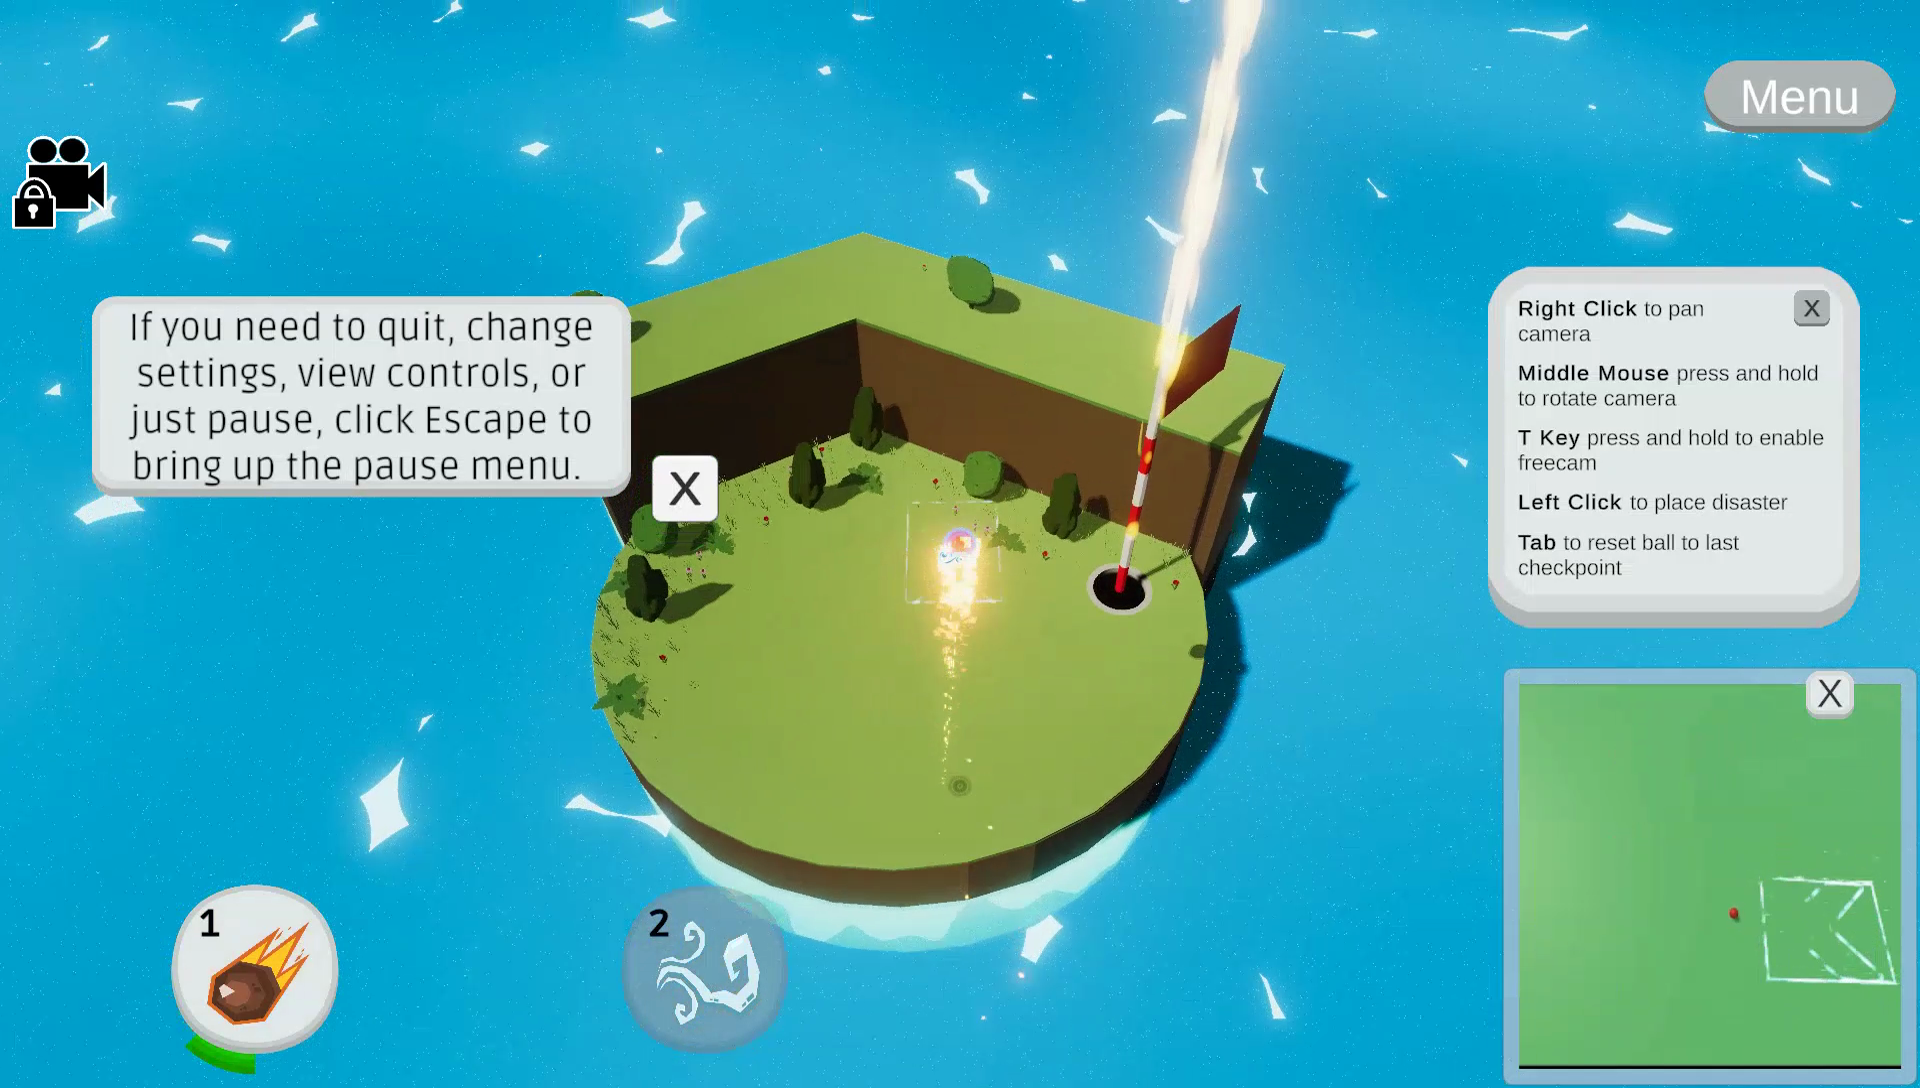 Menu
If you need to quit, change
settings, view controls, or
just pause, click Escape to
bring up the pause menu.
X
Right Click to pan
camera
X
Middle Mouse press and hold
to rotate camera
T Key press and hold to enable
freecam
Left Click to place disaster
Tab to reset ball to last
checkpoint
X
1
2